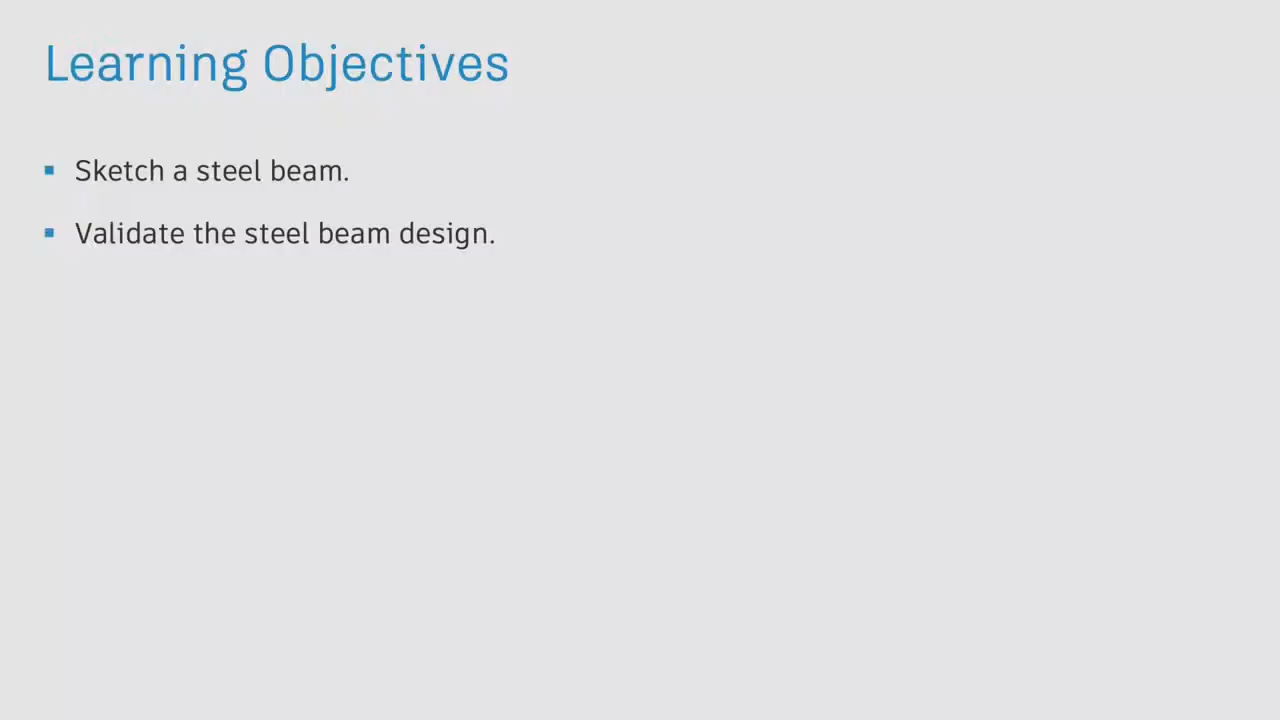 Learning Objectives
Sketch a steel beam.
Validate the steel beam design.